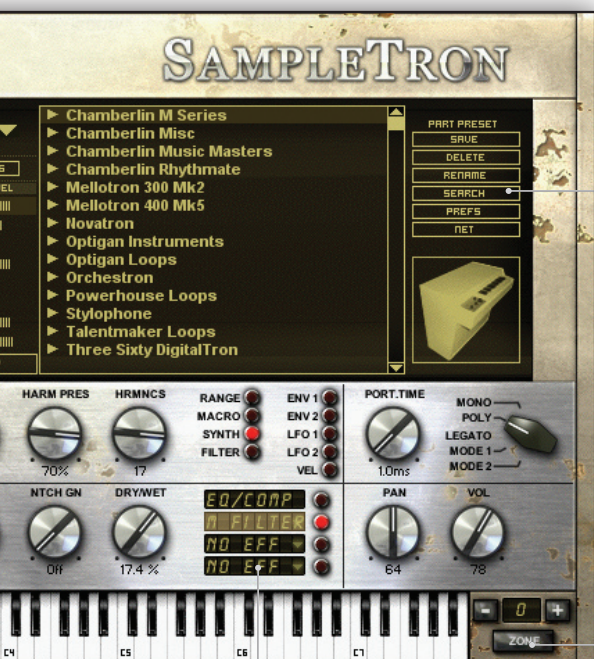 SAMPLETRON
Chamberlin M Series
Chamberlin Misc
Chamberlin Music Masters
Chamberlin Rhythmate
Mellotron 300 Mk2
Mellotron 400 Mk5
Novatron
Optigan Instruments
Optigan Loops
Orchestron
Powerhouse Loops
Stylophone
Talentmaker Loops
Three Sixty DigitalTron
PART PRESET
SAVE
DELETE
RENAME
SEARCH
PREFS
NET
HARM PRES
70%
HRMNCS
17
RANGE
MACRO
SYNTH
FILTER
ENV 1
ENV 2
LFO 1
LFO 2
VEL
PORT.TIME
1.0ms
MONO
POLY
LEGATO
MODE 1
MODE 2
NTCH GN
Off
DRY/WET
17.4 %
EQ/COMP
M FILTER
NO EFF
NO EFF
PAN
64
VOL
78
C4 C5 C6 C7
- 0 +
ZONE